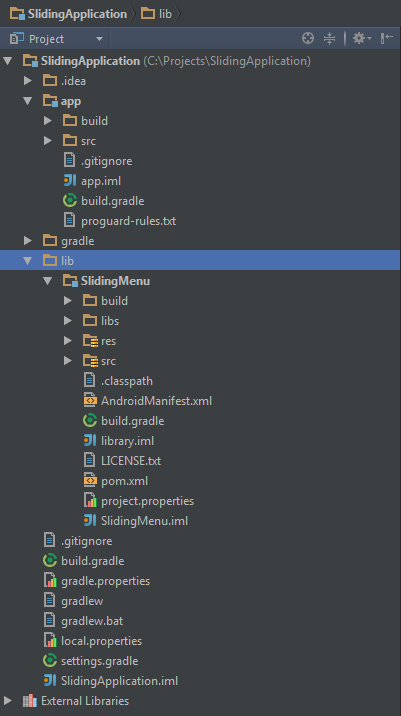 SlidingApplication lib
Project
SlidingApplication (C:\Projects\SlidingApplication)
.idea
app
build
src
.gitignore
app.iml
build.gradle
proguard-rules.txt
gradle
lib
SlidingMenu
build
libs
res
src
.classpath
AndroidManifest.xml
build.gradle
library.iml
LICENSE.txt
pom.xml
project.properties
SlidingMenu.iml
.gitignore
build.gradle
gradle.properties
gradlew
gradlew.bat
local.properties
settings.gradle
SlidingApplication.iml
External Libraries